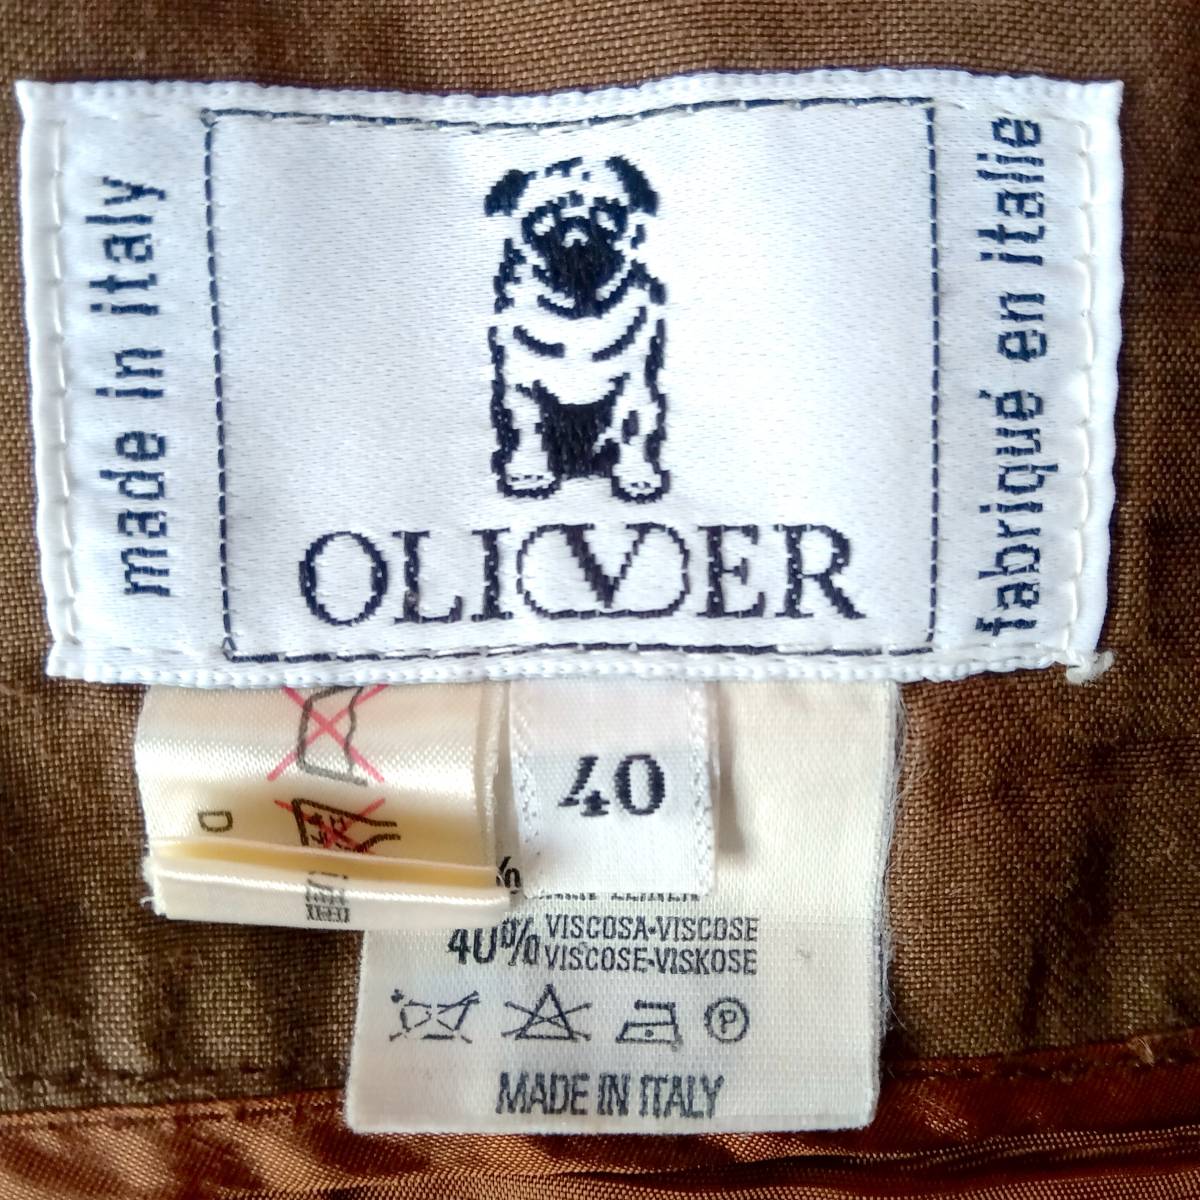 made in italy
OLIVER
fabriqué en italie
40
D
%
40% VISCOSA-VISCOSE
VISCOSE-VISKOSE
P
MADE IN ITALY